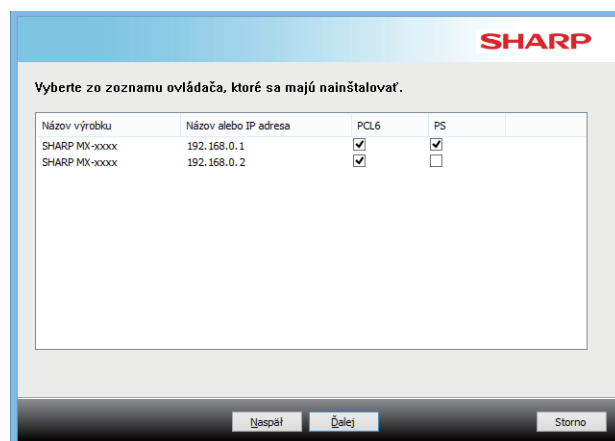 SHARP
Vyberte zo zoznamu ovládača, ktoré sa majú nainštalovať.
Názov výrobku Názov alebo IP adresa PCL6 PS
SHARP MX-xxxx 192.168.0.1
SHARP MX-xxxx 192.168.0.2
Naspäť Ďalej Storno